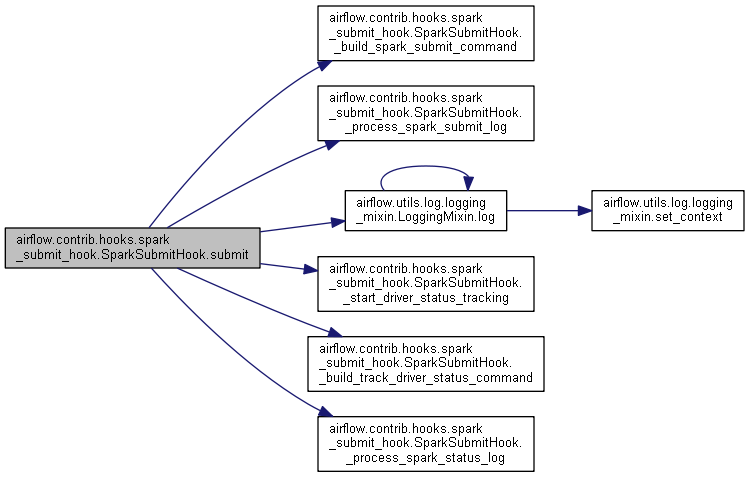 airflow.contrib.hooks.spark
_submit_hook.SparkSubmitHook.
_build_spark_submit_command
airflow.contrib.hooks.spark
_submit_hook.SparkSubmitHook.
_process_spark_submit_log
airflow.utils.log.logging
_mixin.LoggingMixin.log
airflow.utils.log.logging
_mixin.set_context
airflow.contrib.hooks.spark
_submit_hook.SparkSubmitHook.submit
airflow.contrib.hooks.spark
_submit_hook.SparkSubmitHook.
_start_driver_status_tracking
airflow.contrib.hooks.spark
_submit_hook.SparkSubmitHook.
_build_track_driver_status_command
airflow.contrib.hooks.spark
_submit_hook.SparkSubmitHook.
_process_spark_status_log